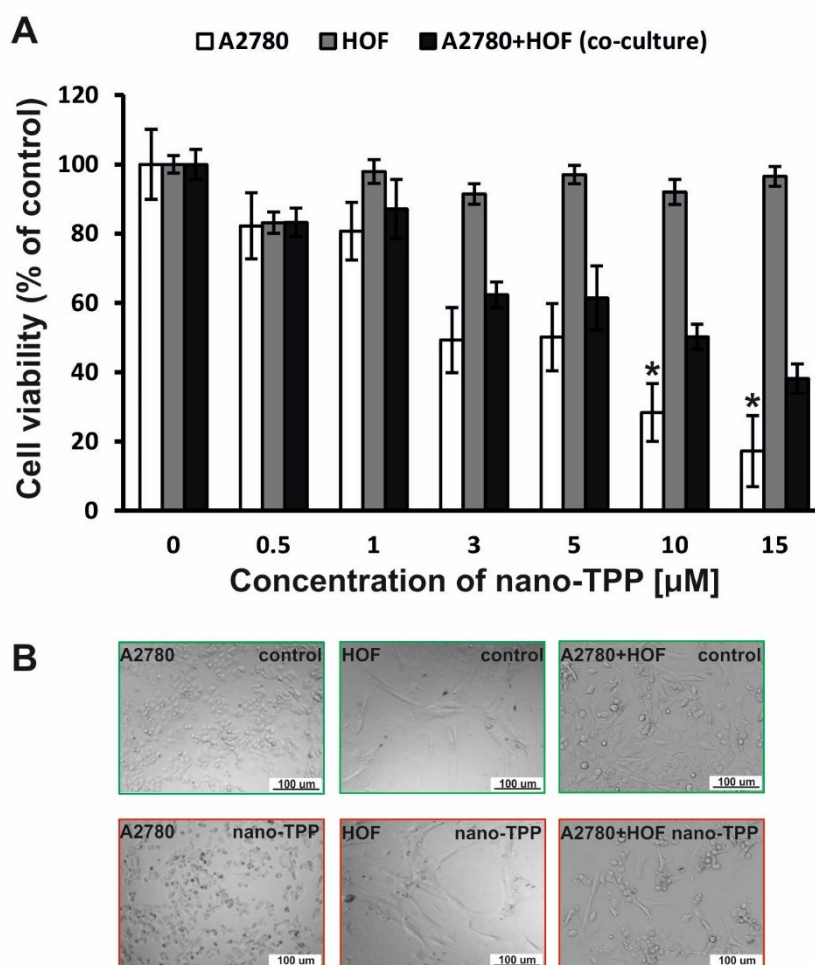 A
A2780 HOF A2780+HOF (co-culture)
Cell viability (% of control)
120
100
80
60
40
20
0
* *
0 0.5 1 3 5 10 15
Concentration of nano-TPP [µM]
B
A2780 control
100 um
HOF control
100 um
A2780+HOF control
100 um
A2780 nano-TPP
100 um
HOF nano-TPP
100 um
A2780+HOF nano-TPP
100 um